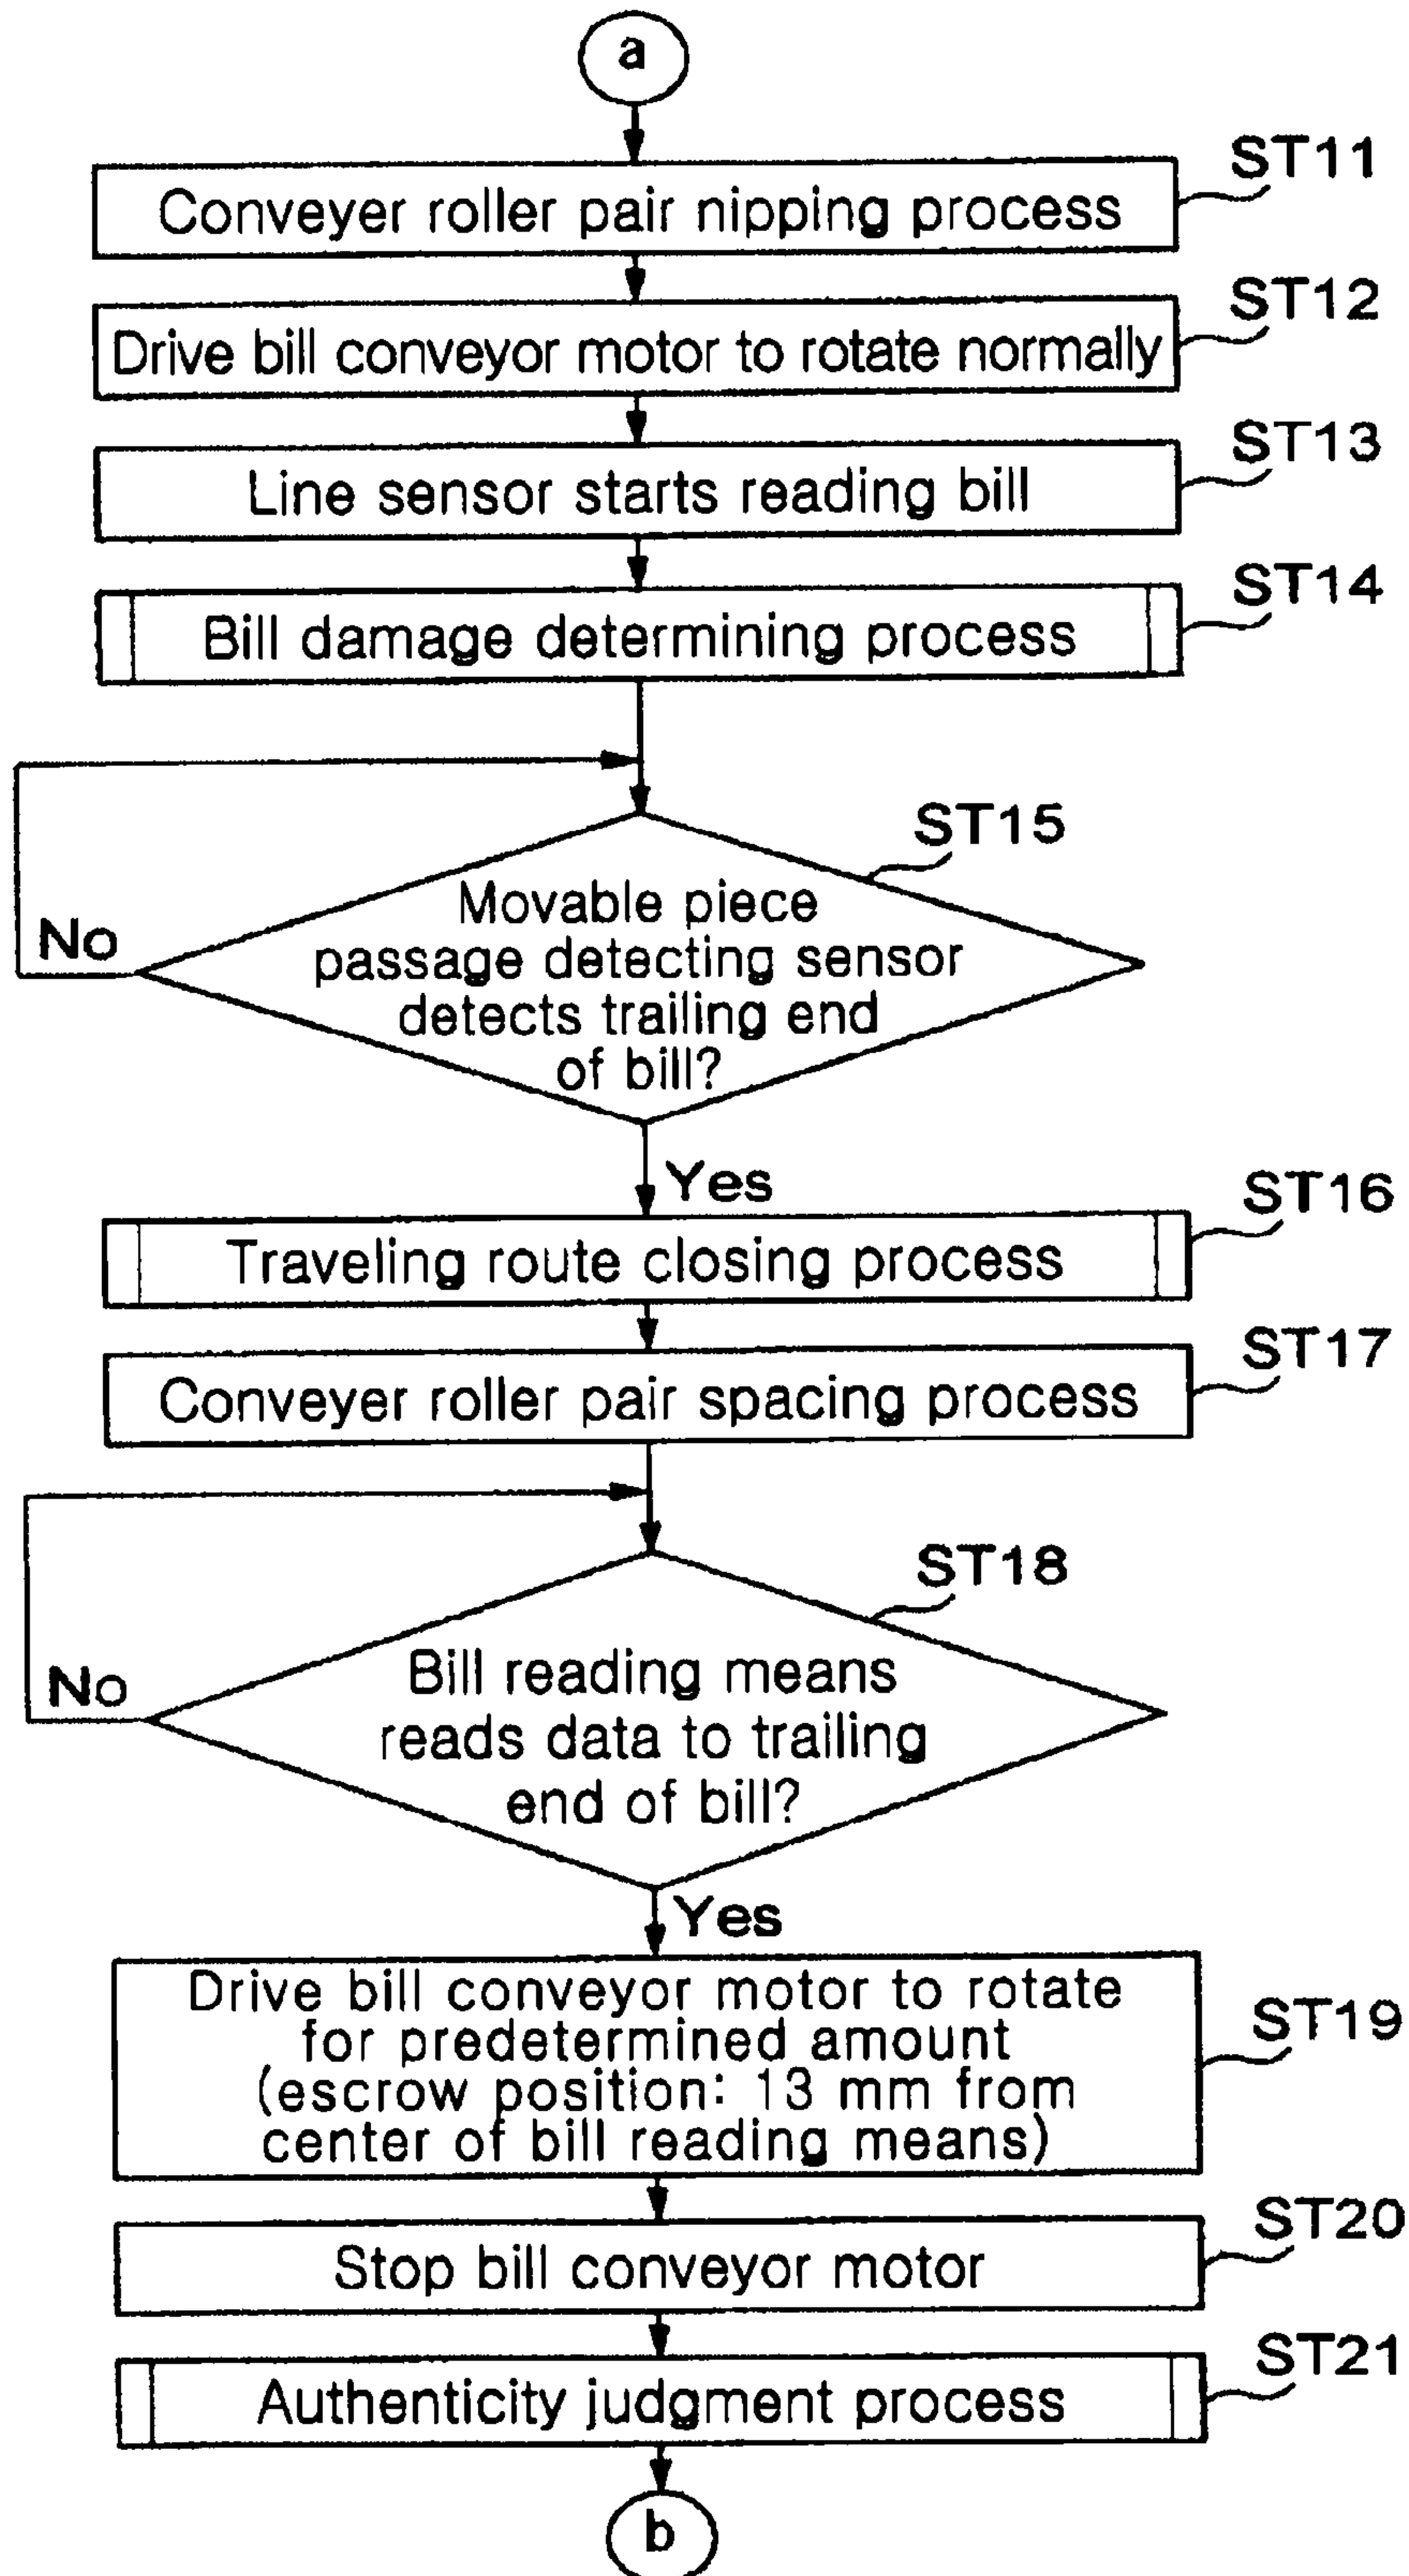 a
ST11
Conveyer roller pair nipping process
ST12
Drive bill conveyor motor to rotate normally
ST13
Line sensor starts reading bill
ST14
Bill damage determining process
ST15
Movable piece
passage detecting sensor
detects trailing end
of bill?
No
Yes
ST16
Traveling route closing process
ST17
Conveyer roller pair spacing process
ST18
Bill reading means
reads data to trailing
end of bill?
No
Yes
ST19
Drive bill conveyor motor to rotate
for predetermined amount
(escrow position: 13 mm from
center of bill reading means)
ST20
Stop bill conveyor motor
ST21
Authenticity judgment process
b